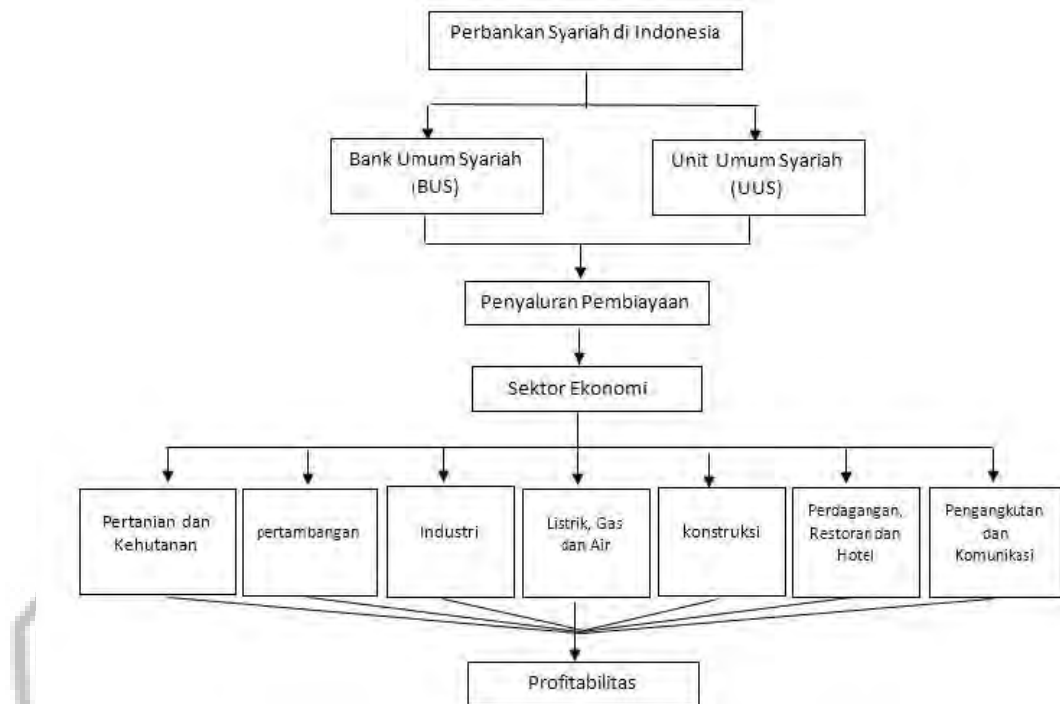 Perbankan Syariah di Indonesia
Bank Umum Syariah
(BUS)
Unit Umum Syariah
(UUS)
Penyaluran Pembiayaan
Sektor Ekonomi
Pertanian dan
Kehutanan
pertambangan
Industri
Listrik, Gas
dan Air
konstruksi
Perdagangan,
Restoran dan
Hotel
Pengangkutan
dan
Komunikasi
Profitabilitas